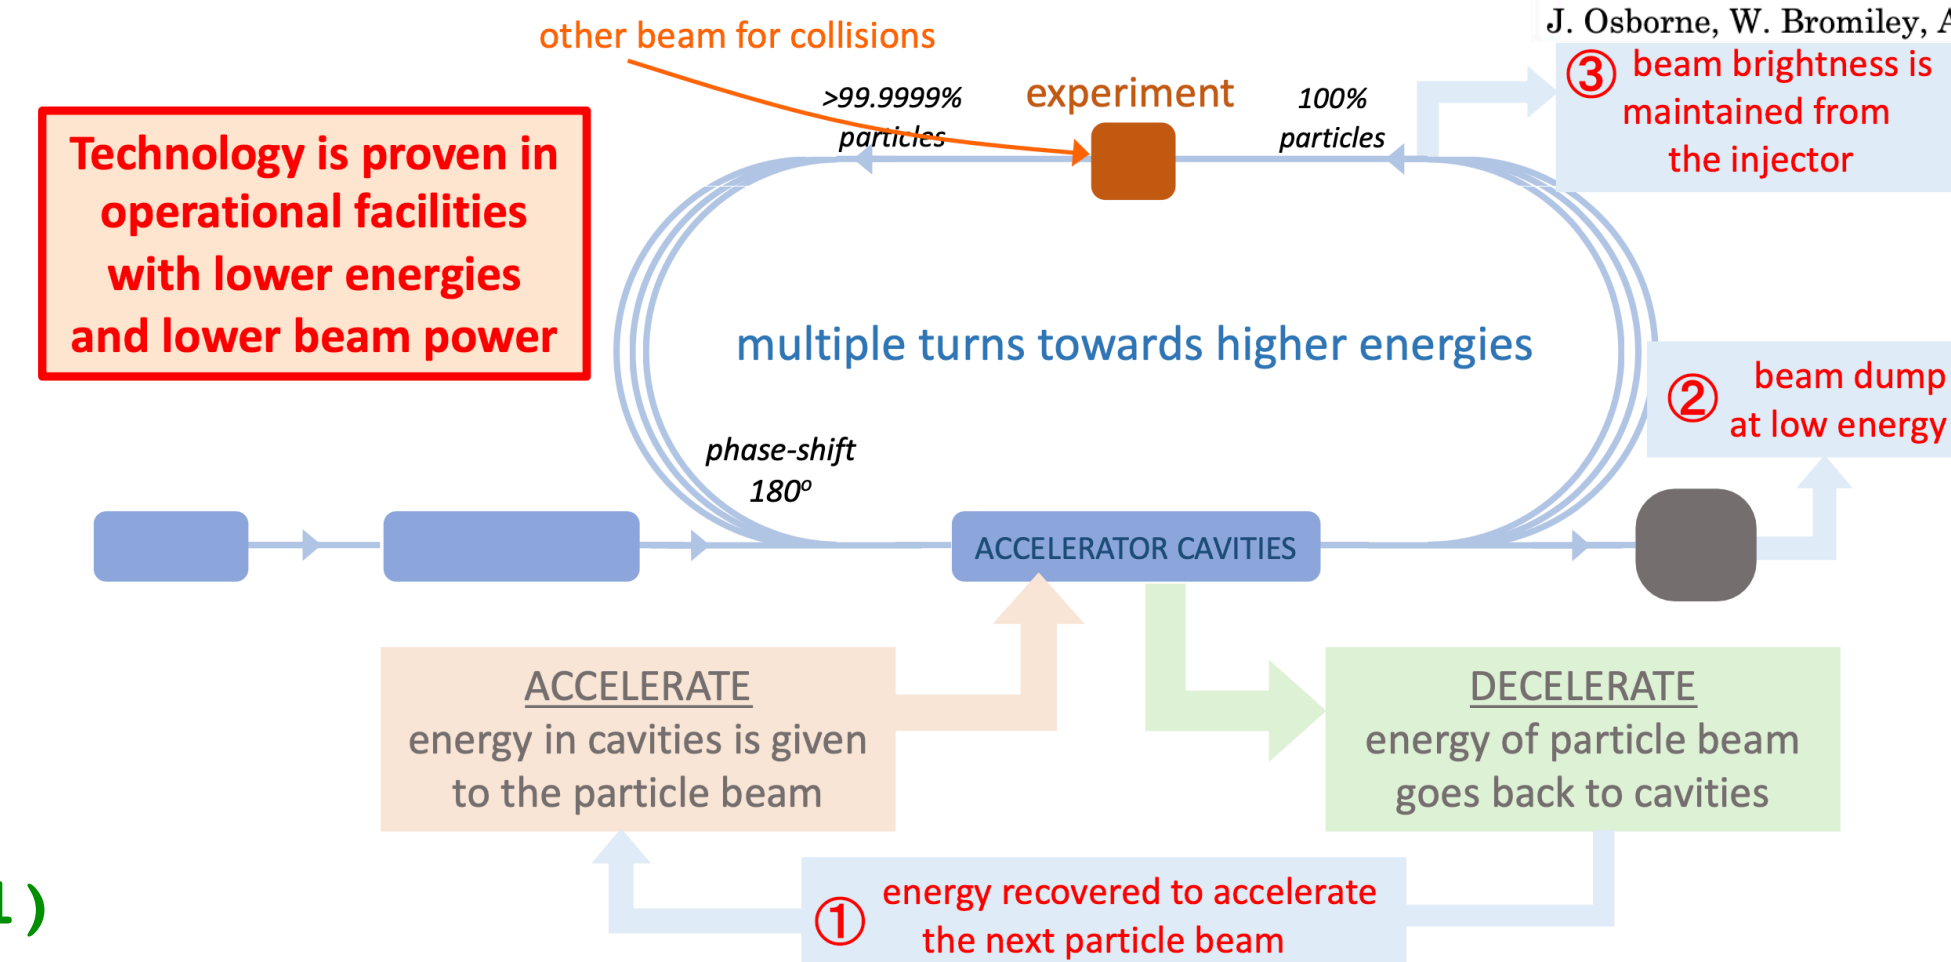 J. Osborne, W. Bromiley, A
other beam for collisions
>99.9999%
particles
experiment
100%
particles
③ beam brightness is
maintained from
the injector
Technology is proven in
operational facilities
with lower energies
and lower beam power
multiple turns towards higher energies
② beam dump
at low energy
phase-shift
180º
ACCELERATOR CAVITIES
ACCELERATE
energy in cavities is given
to the particle beam
DECELERATE
energy of particle beam
goes back to cavities
① energy recovered to accelerate
the next particle beam
)